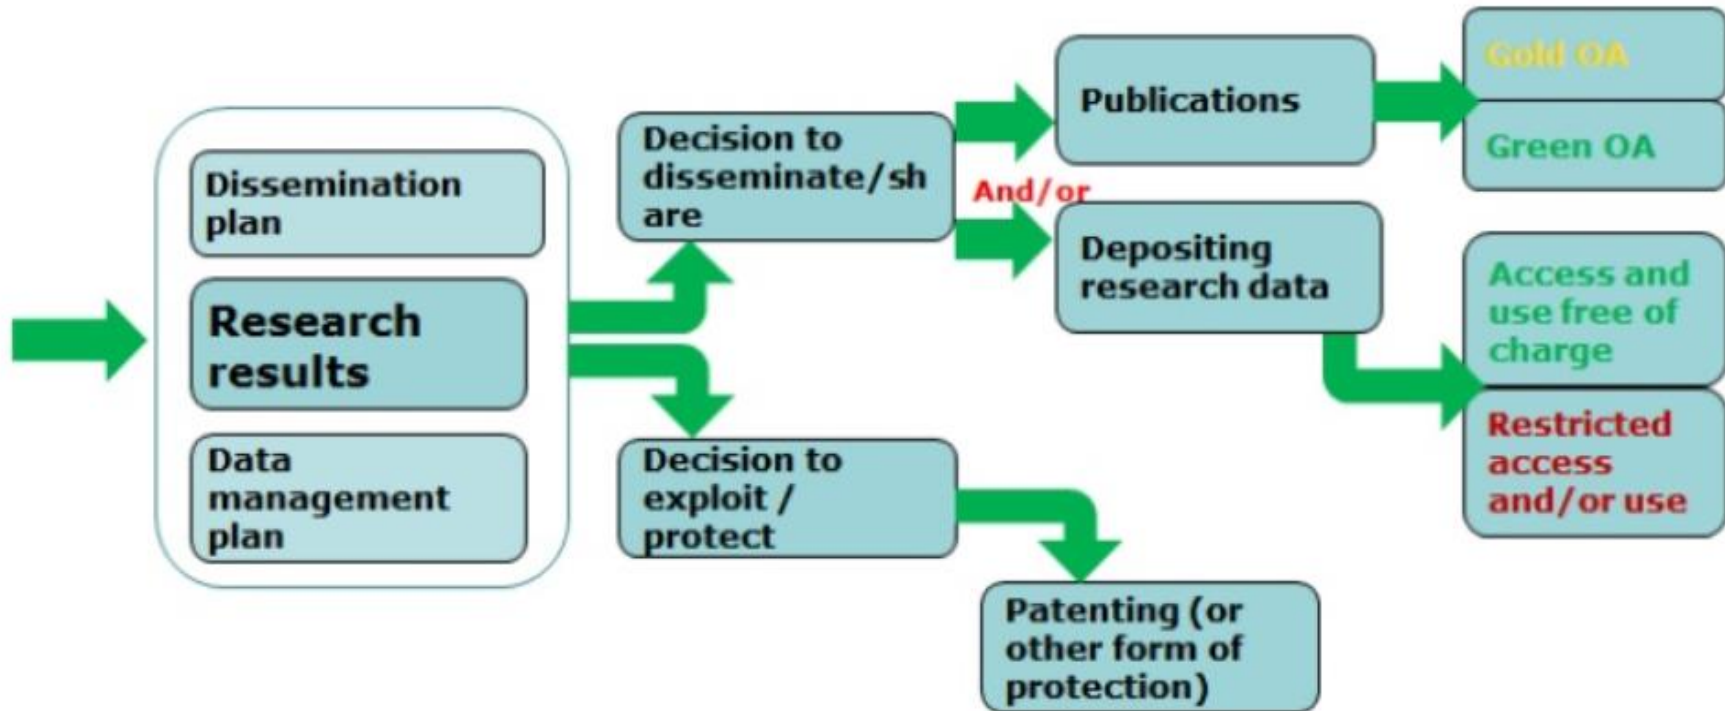 Dissemination
plan
Research
results
Data
management
plan
Decision to
disseminate/sh
are
And/or
Decision to
exploit /
protect
Publications
Depositing
research data
Patenting (or
other form of
protection)
Gold OA
Green OA
Access and
use free of
charge
Restricted
access
and/or use